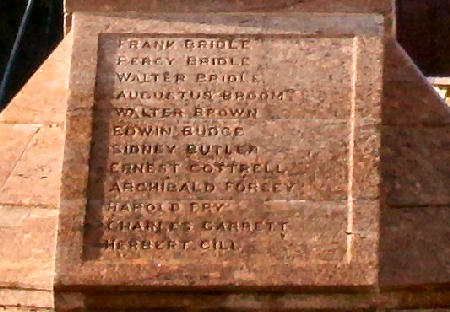 FRANK BRIDLE
PERCY BRIDLE
WALTER BRIDLE
AUGUSTUS BROOM
WALTER BROWN
EDWIN BUDGE
SIDNEY BUTLER
ERNEST COTTRELL
ARCHIBALD FORSEY
HAROLD FRY
CHARLES GARRETT
HERBERT GILL